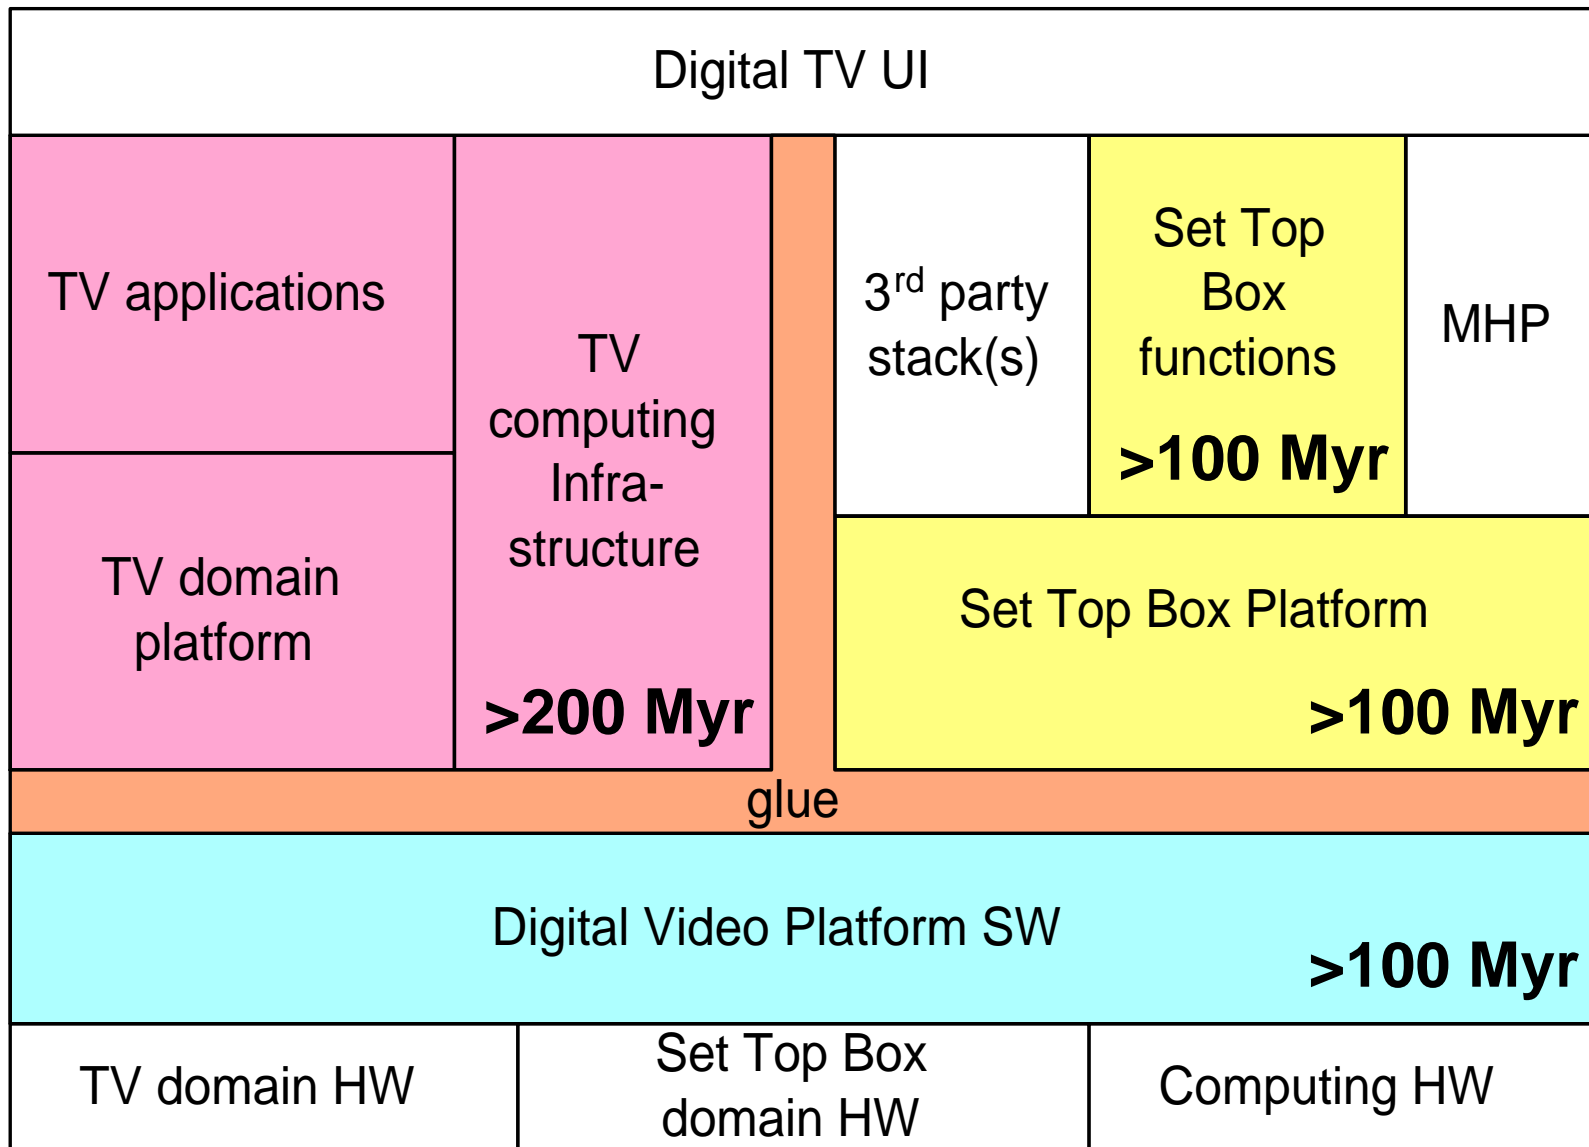 Digital TV UI
TV applications
TV domain
platform
TV
computing
Infra-
structure
>200 Myr
3rd party
stack(s)
Set Top
Box
functions
>100 Myr
MHP
Set Top Box Platform
>100 Myr
glue
Digital Video Platform SW
>100 Myr
TV domain HW
Set Top Box
domain HW
Computing HW